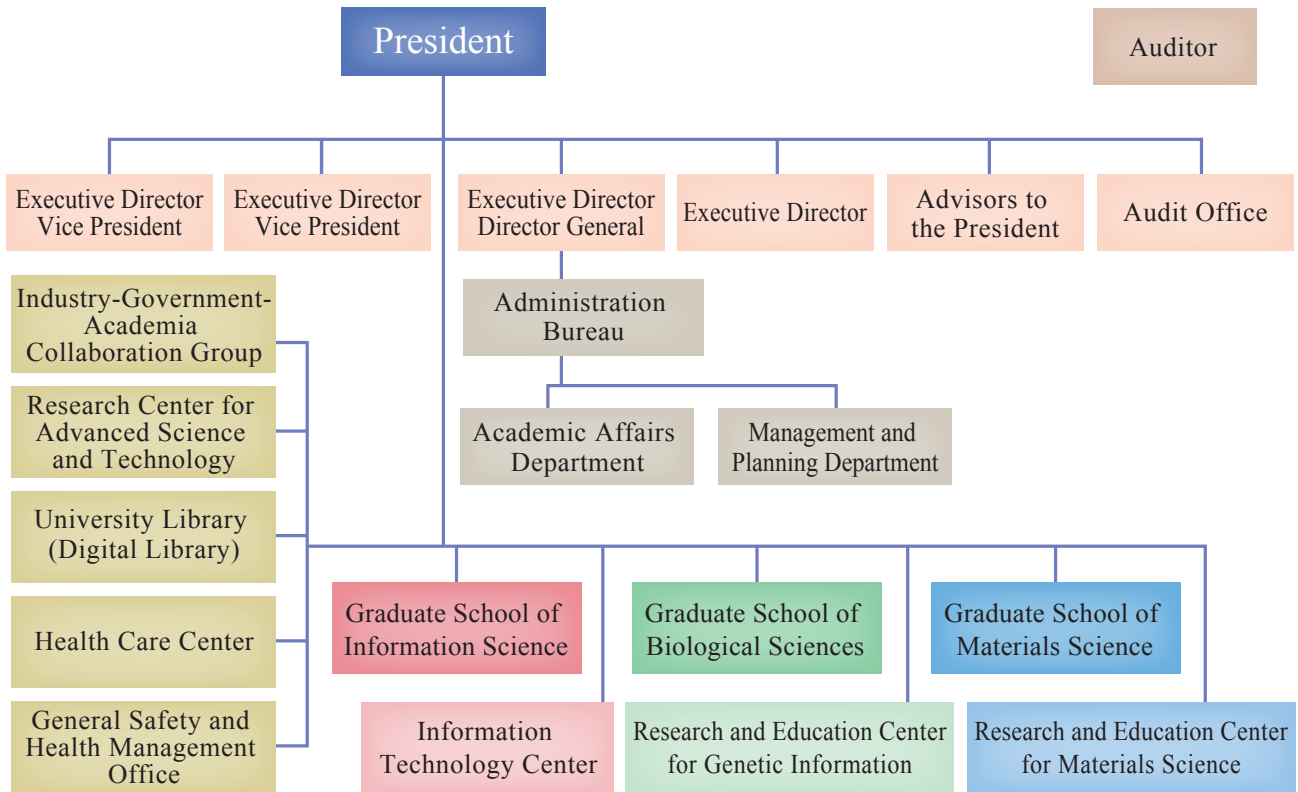 President
Auditor
Executive Director
Vice President
Executive Director
Vice President
Executive Director
Director General
Executive Director
Advisors to
the President
Audit Office
Industry-Government-
Academia
Collaboration Group
Administration
Bureau
Research Center for
Advanced Science
and Technology
Academic Affairs
Department
Management and
Planning Department
University Library
(Digital Library)
Graduate School of
Information Science
Graduate School of
Biological Sciences
Graduate School of
Materials Science
Health Care Center
General Safety and
Health Management
Office
Information
Technology Center
Research and Education Center
for Genetic Information
Research and Education Center
for Materials Science